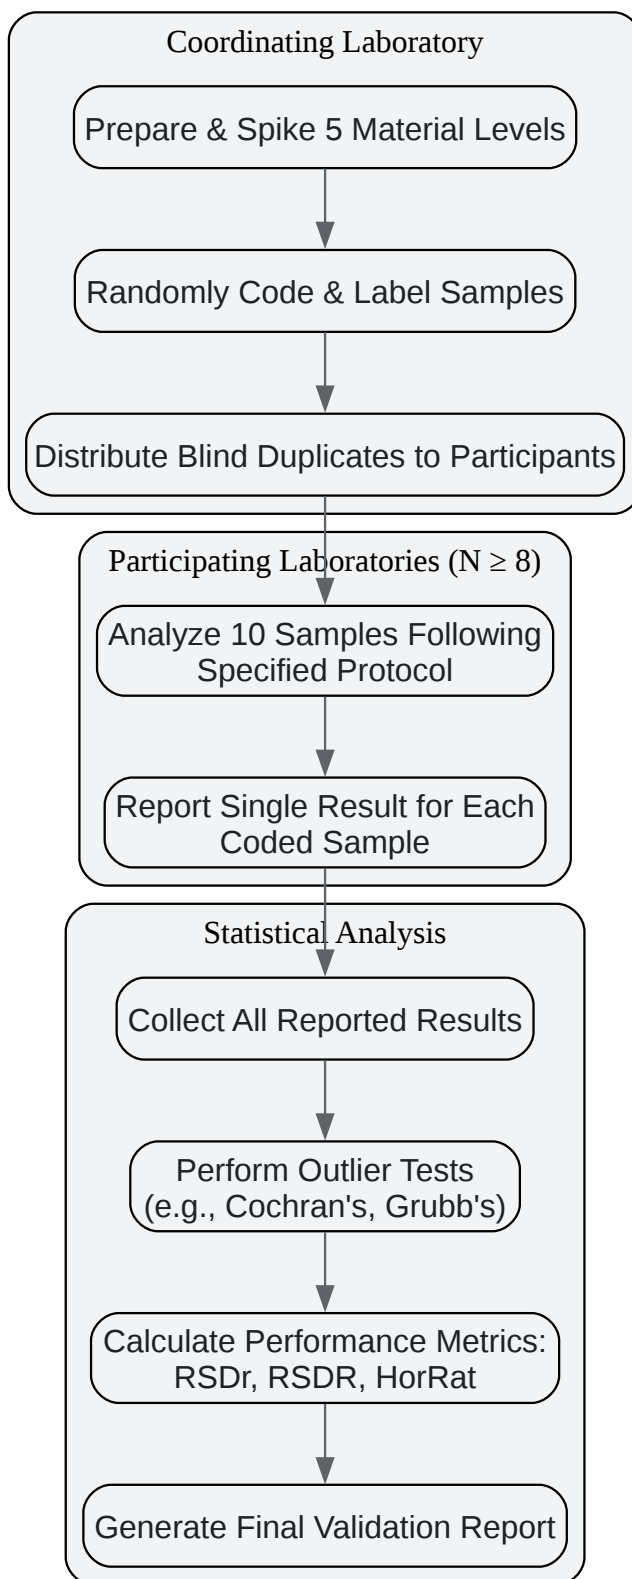 Coordinating Laboratory
Prepare & Spike 5 Material Levels
Randomly Code & Label Samples
Distribute Blind Duplicates to Participants
Participating Laboratories (N ≥ 8)
Analyze 10 Samples Following
Specified Protocol
Report Single Result for Each
Coded Sample
Statistical Analysis
Collect All Reported Results
Perform Outlier Tests
(e.g., Cochran's, Grubb's)
Calculate Performance Metrics:
RSDr, RSDR, HorRat
Generate Final Validation Report